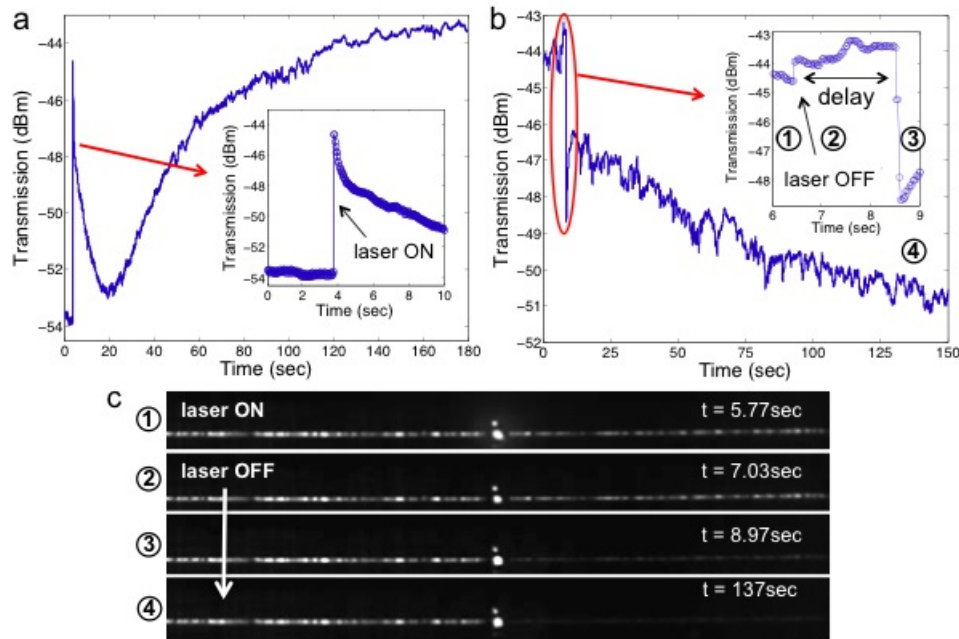 a
Transmission (dBm)
−44
−46
−48
−50
−52
−54
0 20 40 60 80 100 120 140 160 180
Time (sec)
Transmission (dBm)
−44
−46
−48
−50
−52
−54
0 2 4 6 8 10
Time (sec)
laser ON
b
Transmission (dBm)
−43
−44
−45
−46
−47
−48
−49
−50
−51
−52
0 25 50 75 100 125 150
Time (sec)
Transmission (dBm)
−43
−44
−45
−46
−47
−48
6 7 8 9
Time (sec)
delay
① ② ③
laser OFF
④
c
① laser ON t = 5.77sec
② laser OFF t = 7.03sec
③ t = 8.97sec
④ t = 137sec